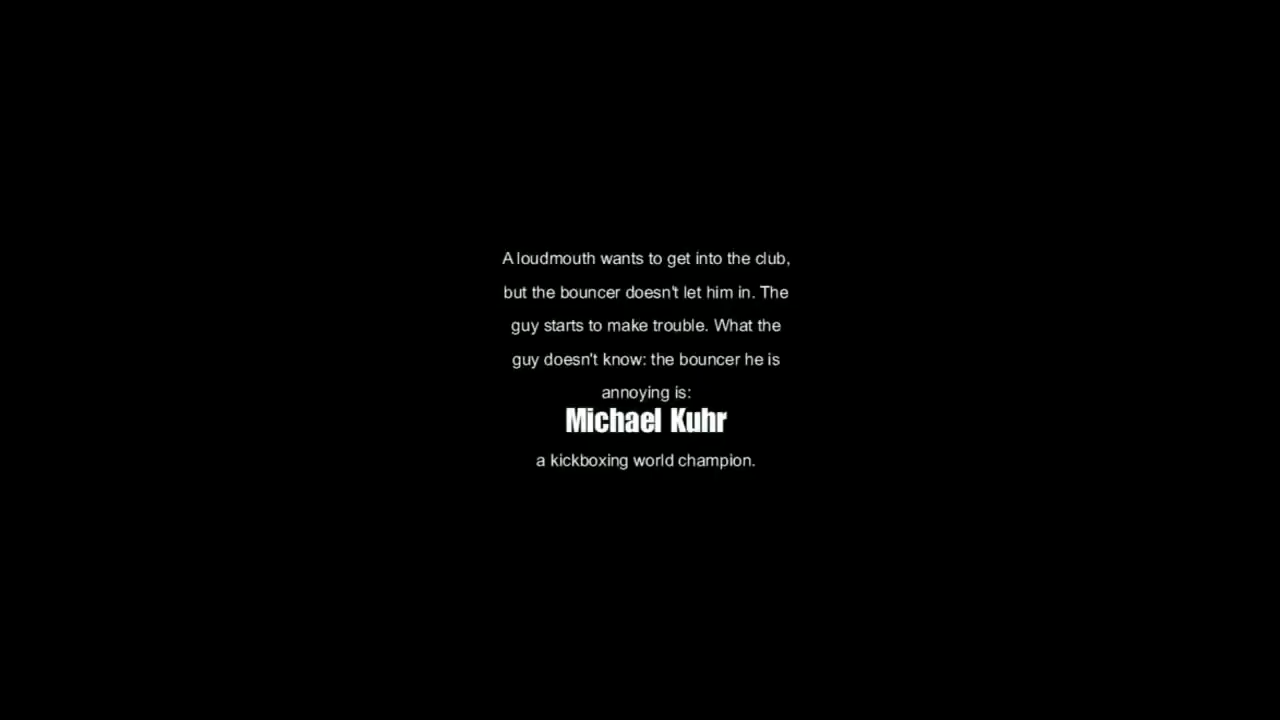 A loudmouth wants to get into the club,
but the bouncer doesn't let him in. The
guy starts to make trouble. What the
guy doesn't know: the bouncer he is
annoying is:
Michael Kuhr
a kickboxing world champion.